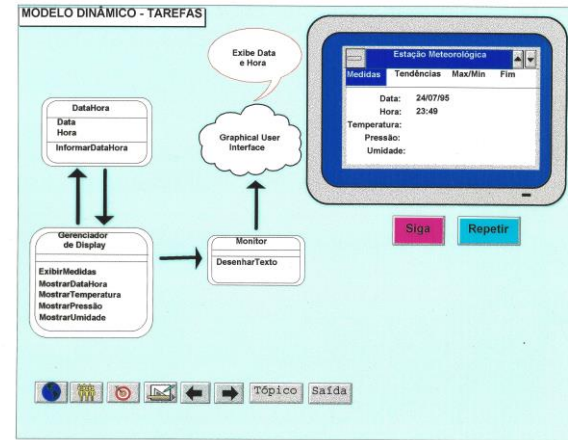 MODELO DINÂMICO - TAREFAS
Exibe Data
e Hora
Estação Meteorológica
Medidas Tendências Max/Min Fim
Data: 24/07/95
Hora: 23:49
Temperatura:
Pressão:
Umidade:
DataHora
Data
Hora
InformarDataHora
Graphical User
Interface
Siga
Repetir
Gerenciador
de Display
ExibirMedidas
MostrarDataHora
MostrarTemperatura
MostrarPressão
MostrarUmidade
Monitor
DesenharTexto
Tópico
Saída